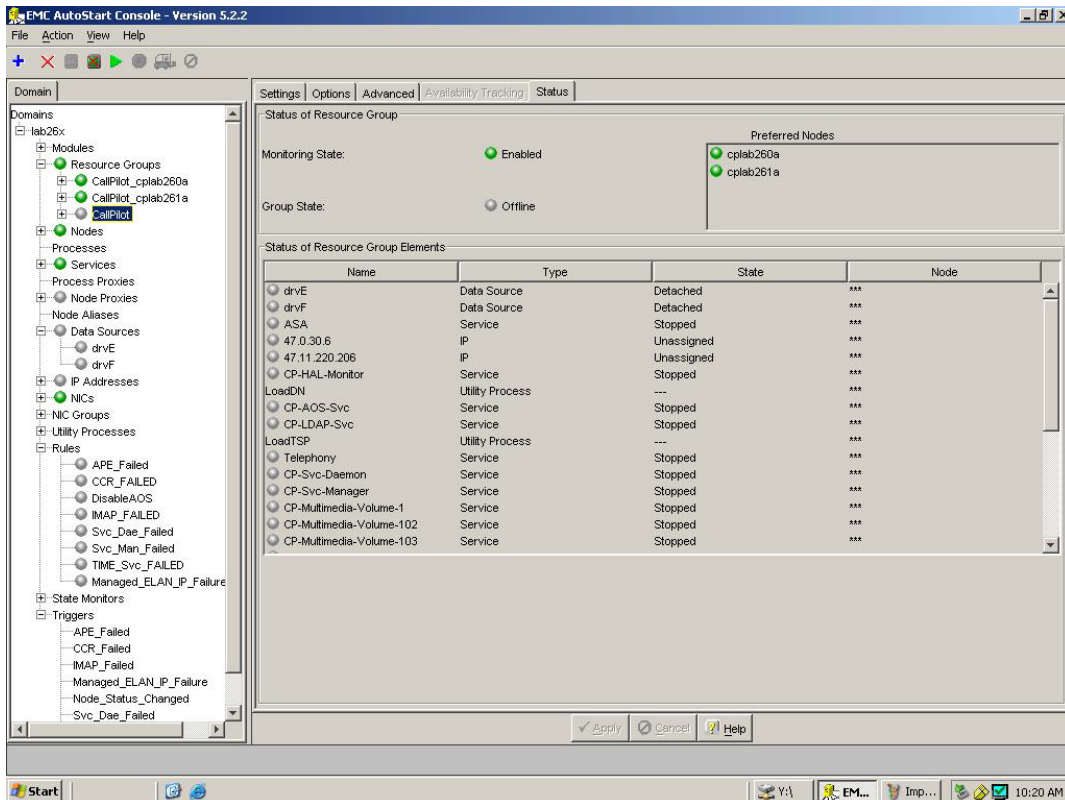 EMC AutoStart Console - Version 5.2.2
File Action View Help
Domain
Domains
lab26x
Modules
Resource Groups
CallPilot_cplab260a
CallPilot_cplab261a
CallPilot
Nodes
Processes
Services
Process Proxies
Node Proxies
Node Aliases
Data Sources
drvE
drvF
IP Addresses
NICs
NIC Groups
Utility Processes
Rules
APE_Failed
CCR_FAILED
DisableAOS
IMAP_FAILED
Svc_Dae_Failed
Svc_Man_Failed
TIME_Svc_FAILED
Managed_ELAN_IP_Failure
State Monitors
Triggers
APE_Failed
CCR_Failed
IMAP_Failed
Managed_ELAN_IP_Failure
Node_Status_Changed
Svc_Dae_Failed
Settings Options Advanced Availability Tracking Status
Status of Resource Group
Preferred Nodes
Monitoring State: Enabled
cplab260a
cplab261a
Group State: Offline
Status of Resource Group Elements
Name Type State Node
drvE Data Source Detached ***
drvF Data Source Detached ***
ASA Service Stopped ***
47.0.30.6 IP Unassigned ***
47.11.220.206 IP Unassigned ***
CP-HAL-Monitor Service Stopped ***
LoadDN Utility Process --- ***
CP-AOS-Svc Service Stopped ***
CP-LDAP-Svc Service Stopped ***
LoadTSP Utility Process --- ***
Telephony Service Stopped ***
CP-Svc-Daemon Service Stopped ***
CP-Svc-Manager Service Stopped ***
CP-Multimedia-Volume-1 Service Stopped ***
CP-Multimedia-Volume-102 Service Stopped ***
CP-Multimedia-Volume-103 Service Stopped ***
Apply Cancel Help
Start Y:\ EM... Imp... 10:20 AM